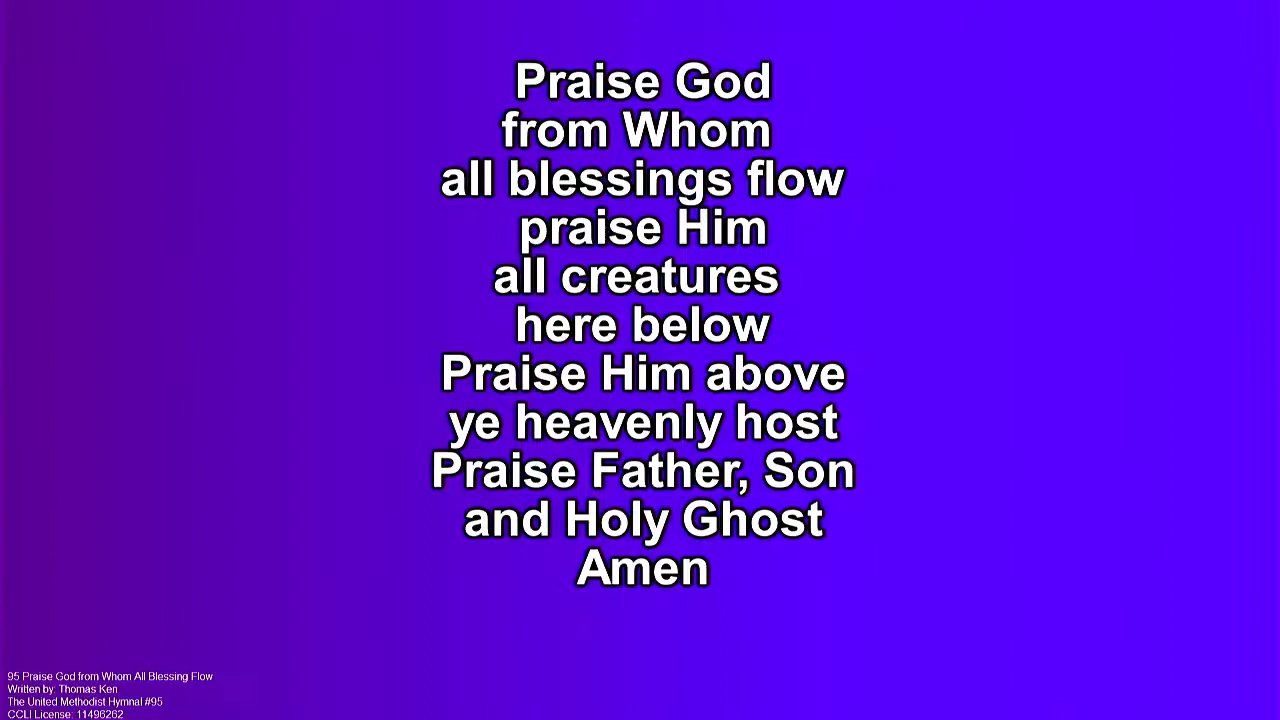 Praise God
from Whom
all blessings flow
praise Him
all creatures
here below
Praise Him above
ye heavenly host
Praise Father, Son
and Holy Ghost
Amen
95 Praise God from Whom All Blessing Flow
Written by: Thomas Ken
The United Methodist Hymnal #95
CCLI License: 11496262